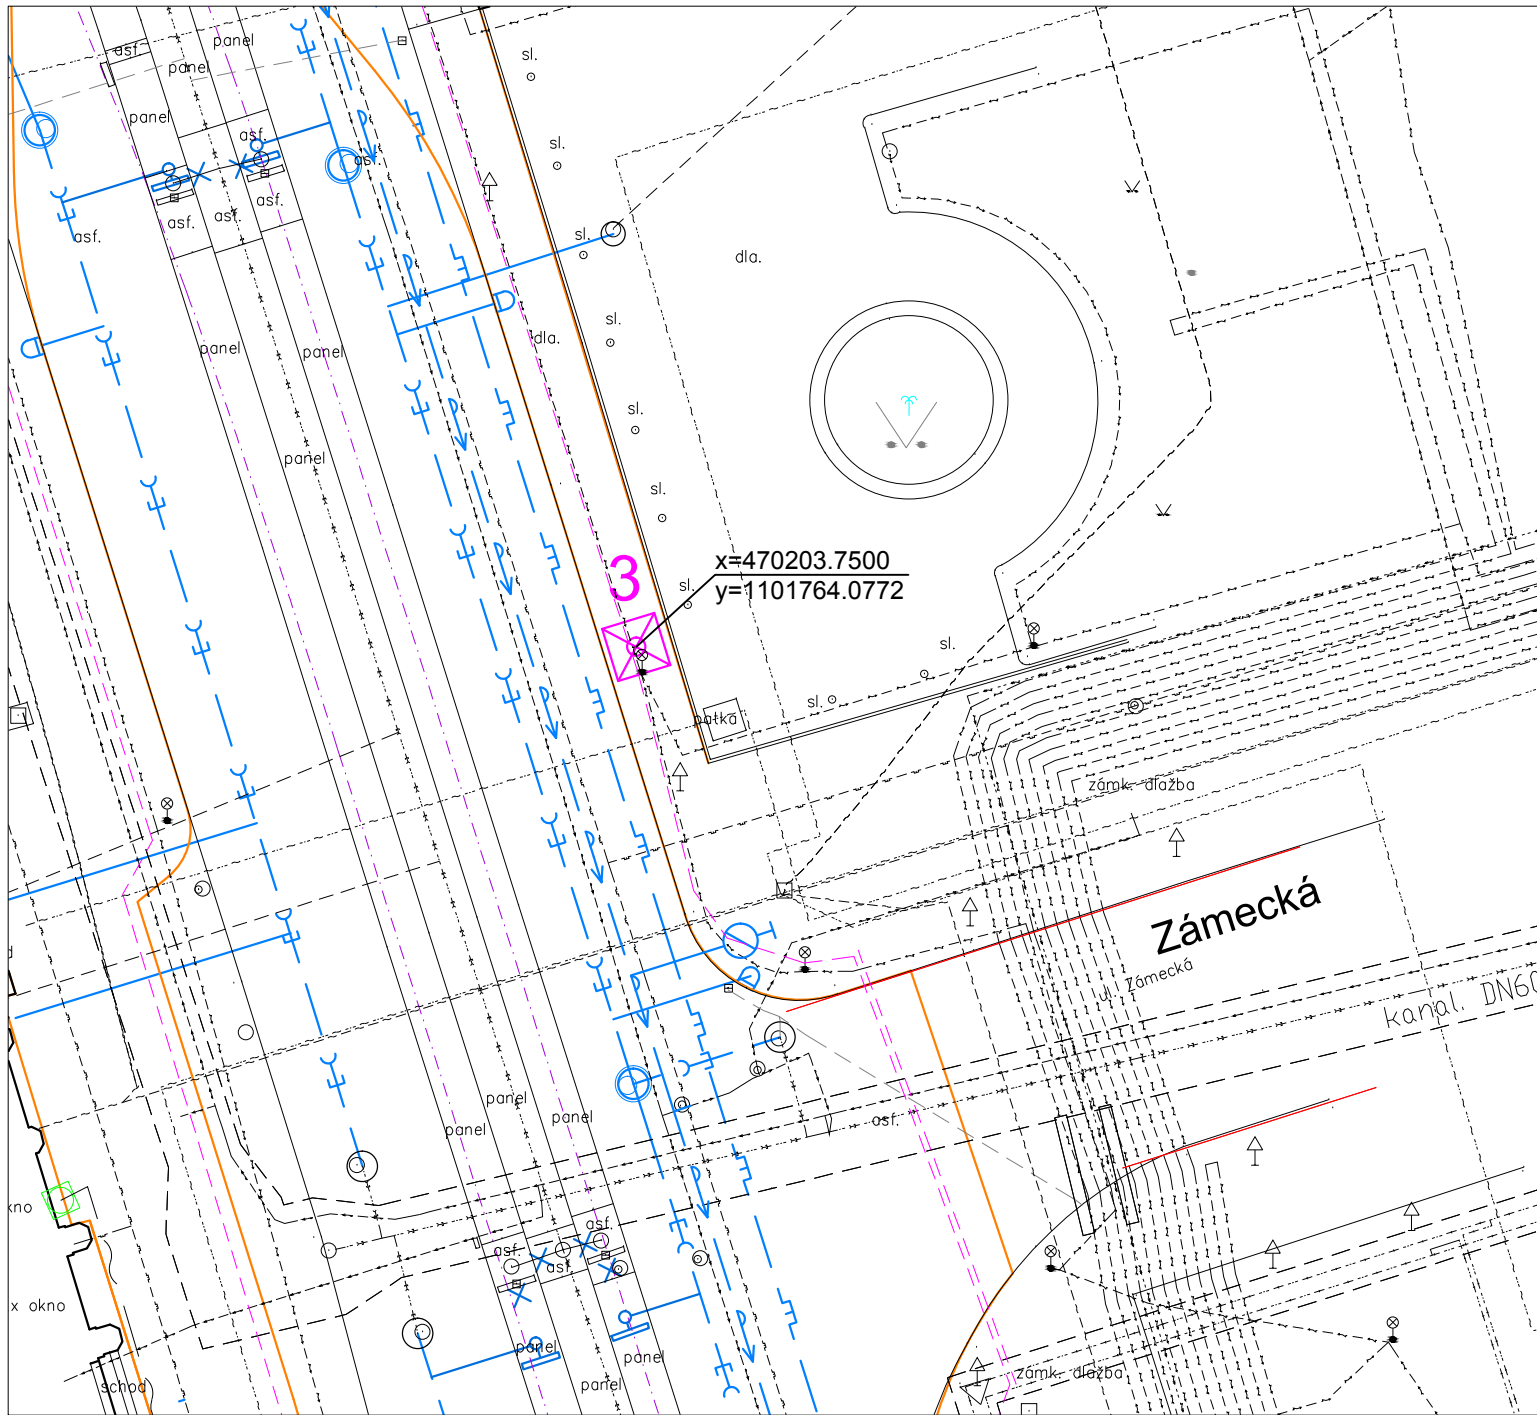 asf.
panel
panel
sl.
panel
asf.
asf.
asf.
asf.
asf.
asf.
sl.
dla.
sl.
panel
panel
dla.
sl.
panel
sl.
3
x=470203.7500
y=1101764.0772
sl.
sl.
sl.
patka
zámk. dlažba
Zámecká
ul. Zámecká
kanal. DN60
panel
panel
panel
asf.
kno
asf.
asf.
asf.
x okno
panel
panel
zámk. dlažba
schod
panel